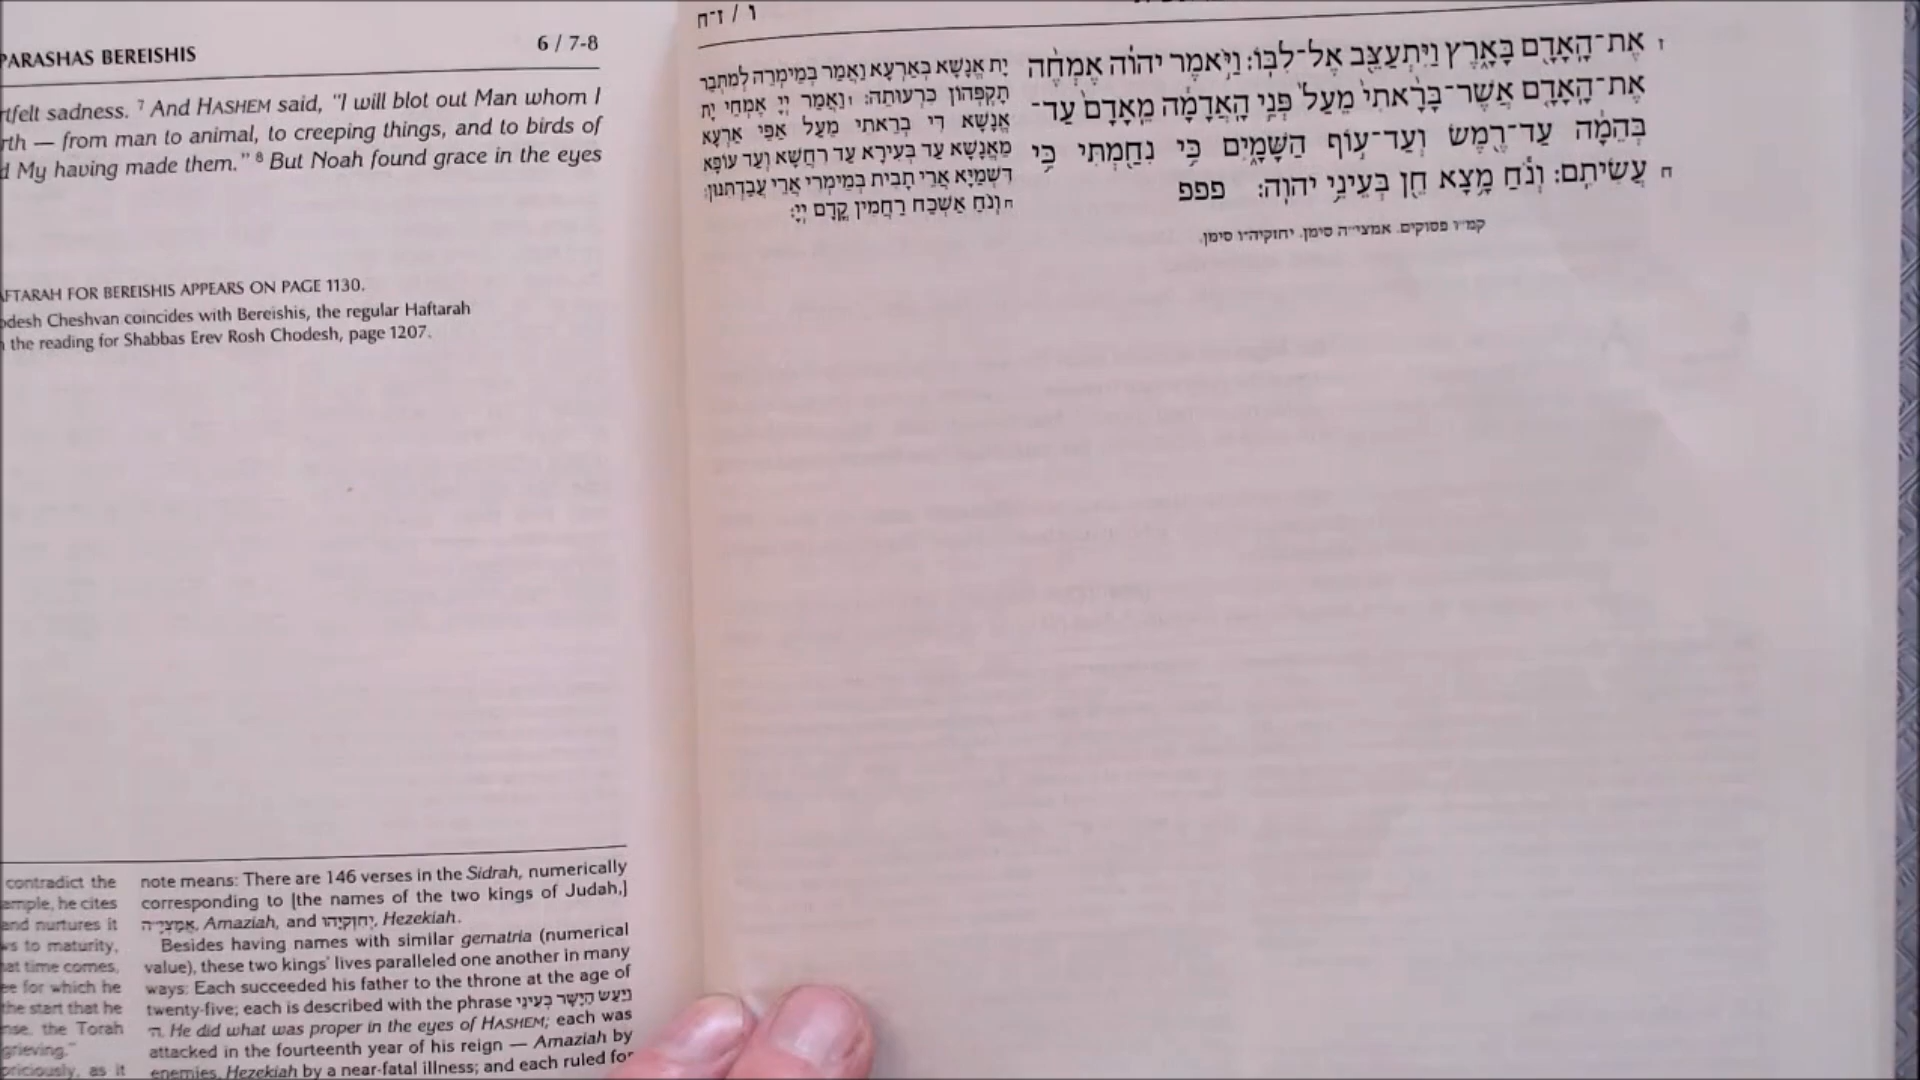 PARASHAS BEREISHIS 6 / 7-8
rtfelt sadness. 7 And HASHEM said, "I will blot out Man whom I
rth — from man to animal, to creeping things, and to birds of
d My having made them." 8 But Noah found grace in the eyes
AFTARAH FOR BEREISHIS APPEARS ON PAGE 1130.
odesh Cheshvan coincides with Bereishis, the regular Haftarah
the reading for Shabbas Erev Rosh Chodesh, page 1207.
contradict the
ample, he cites
and nurtures it
ws to maturity,
hat time comes,
ee for which he
the start that he
nse, the Torah
grieving."
priciously, as it
note means: There are 146 verses in the Sidrah, numerically
corresponding to [the names of the two kings of Judah,]
אֲמַצְיָ״ה, Amaziah, and יְחִזְקִיָּהוּ, Hezekiah.
Besides having names with similar gematria (numerical
value), these two kings' lives paralleled one another in many
ways: Each succeeded his father to the throne at the age of
twenty-five; each is described with the phrase וַיַּעַשׂ הַיָּשָׁר בְּעֵינֵי
ה׳, He did what was proper in the eyes of HASHEM; each was
attacked in the fourteenth year of his reign — Amaziah by
enemies, Hezekiah by a near-fatal illness; and each ruled for
ו / ז־ח
ז אֶת־הָאָדָם בָּאָרֶץ וַיִּתְעַצֵּב אֶל־לִבּוֹ: וַיֹּאמֶר יהוה אֶמְחֶה
אֶת־הָאָדָם אֲשֶׁר־בָּרָאתִי מֵעַל פְּנֵי הָאֲדָמָה מֵאָדָם עַד־
בְּהֵמָה עַד־רֶמֶשׂ וְעַד־עוֹף הַשָּׁמָיִם כִּי נִחַמְתִּי כִּי
ח עֲשִׂיתִם: וְנֹחַ מָצָא חֵן בְּעֵינֵי יהוה: פפפ
קמ״ו פסוקים. אמצי״ה סימן. יחזקיה״ו סימן.
יָת אֱנָשָׁא בְּאַרְעָא וַאֲמַר בְּמֵימְרֵהּ לְמִתְבַּר
תָּקְפְּהוֹן כִּרְעוּתֵהּ: ז וַאֲמַר יְיָ אֶמְחֵי יָת
אֱנָשָׁא דִּי בְרֵאתִי מֵעַל אַפֵּי אַרְעָא
מֵאֱנָשָׁא עַד בְּעִירָא עַד רִחֲשָׁא וְעַד עוֹפָא
דִּשְׁמַיָּא אֲרֵי תָבִית בְּמֵימְרִי אֲרֵי עֲבַדְתִּנּוּן:
ח וְנֹחַ אַשְׁכַּח רַחֲמִין קֳדָם יְיָ: